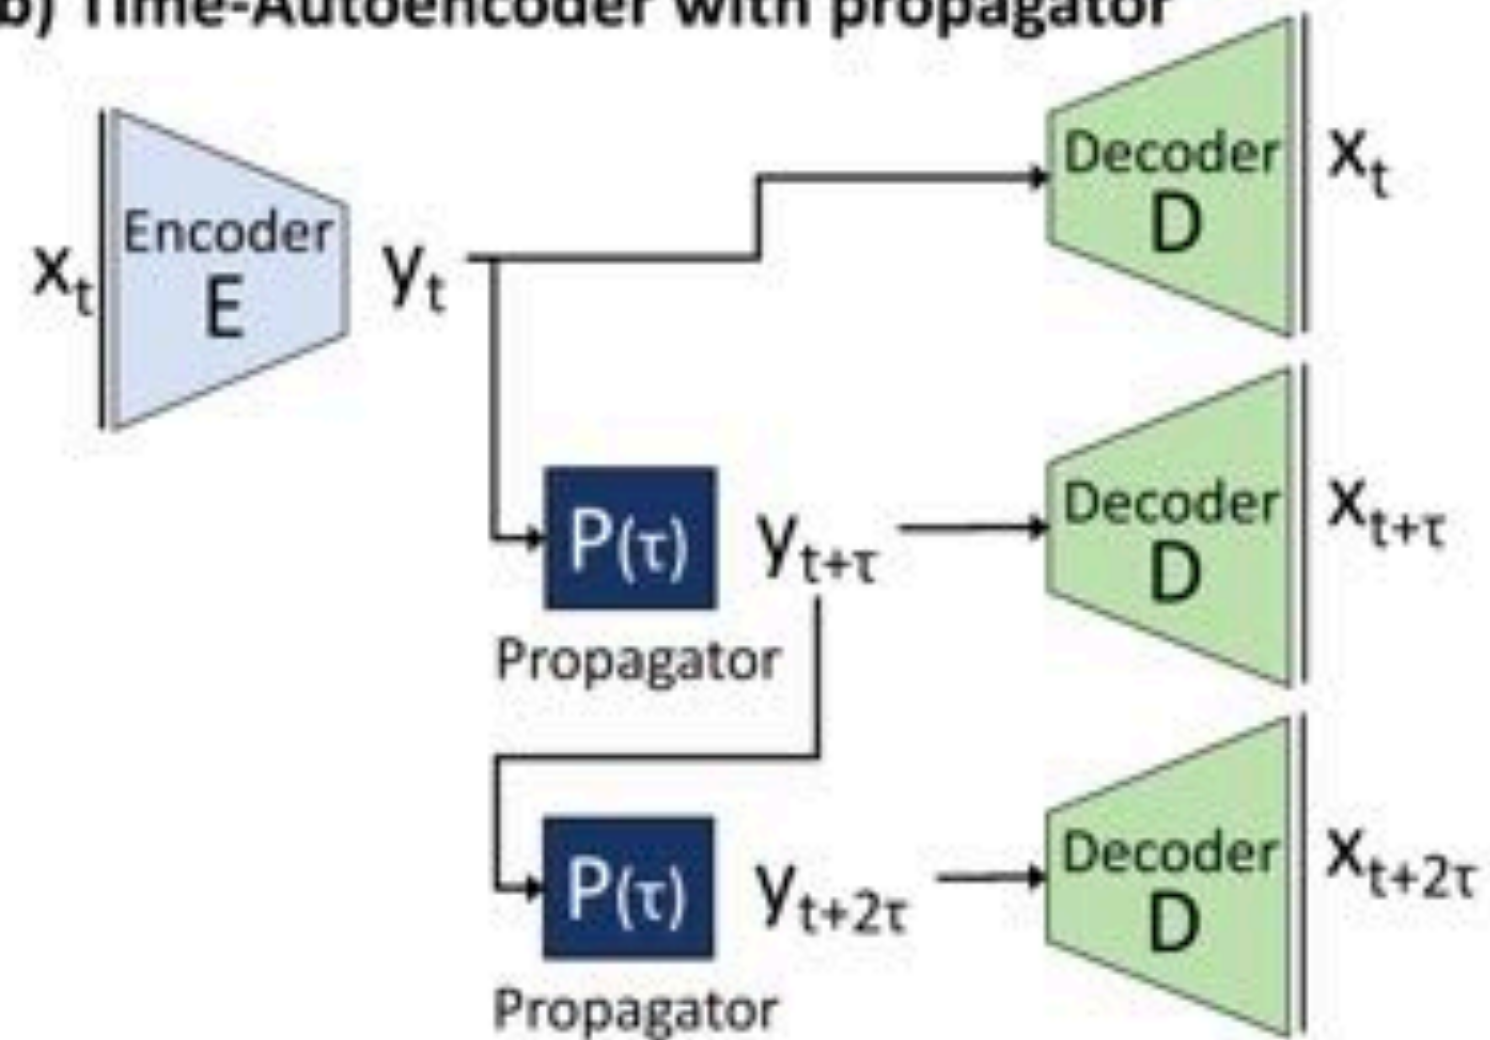 b) Time-Autoencoder with propagator
Decoder
D
xₜ
Encoder
E
xₜ
yₜ
Decoder
D
xₜ₊τ
P(τ)
yₜ₊τ
Propagator
Decoder
D
xₜ₊₂τ
P(τ)
yₜ₊₂τ
Propagator